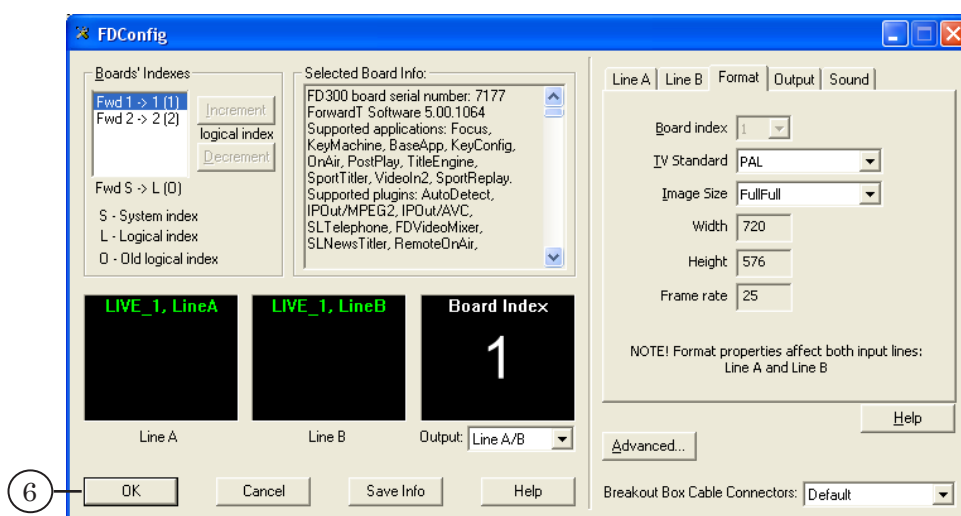 FDConfig
Boards' Indexes
Fwd 1 -> 1 (1)
Fwd 2 -> 2 (2)
Increment
logical index
Decrement
Fwd S -> L (O)
S - System index
L - Logical index
O - Old logical index
Selected Board Info:
FD300 board serial number: 7177
ForwardT Software 5.00.1064
Supported applications: Focus,
KeyMachine, BaseApp, KeyConfig,
OnAir, PostPlay, TitleEngine,
SportTitler, VideoIn2, SportReplay.
Supported plugins: AutoDetect,
IPOut/MPEG2, IPOut/AVC,
SLTelephone, FDVideoMixer,
SLNewsTitler, RemoteOnAir,
LIVE_1, LineA
LIVE_1, LineB
Board Index
1
Line A
Line B
Output: Line A/B
6
OK
Cancel
Save Info
Help
Line A
Line B
Format
Output
Sound
Board index 1
TV Standard PAL
Image Size FullFull
Width 720
Height 576
Frame rate 25
NOTE! Format properties affect both input lines:
Line A and Line B
Help
Advanced...
Breakout Box Cable Connectors: Default